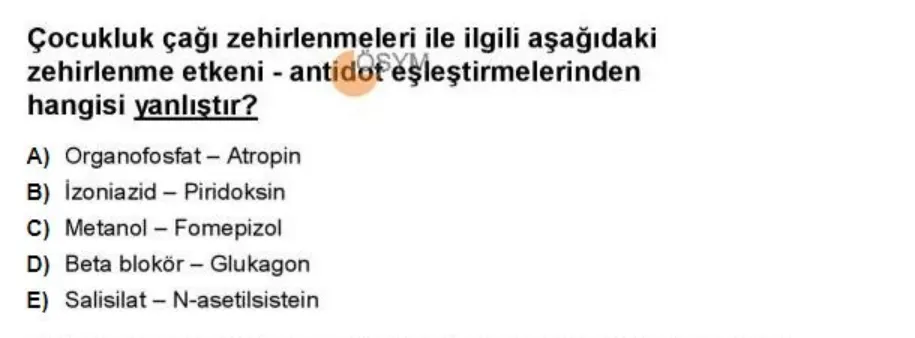 Çocukluk çağı zehirlenmeleri ile ilgili aşağıdaki
zehirlenme etkeni - antidot eşleştirmelerinden
hangisi yanlıştır?
ÖSYM
A) Organofosfat – Atropin
B) İzoniazid – Piridoksin
C) Metanol – Fomepizol
D) Beta blokör – Glukagon
E) Salisilat – N-asetilsistein